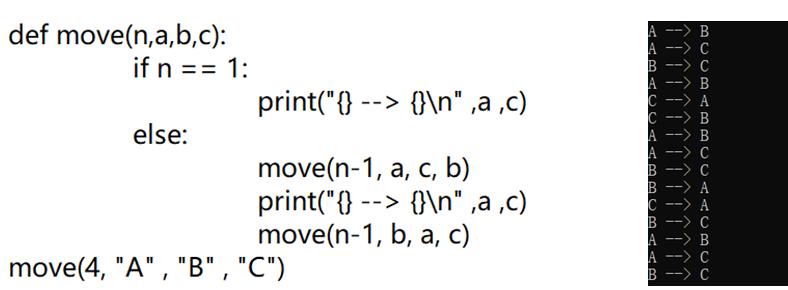 def move(n,a,b,c):
if n == 1:
print("{} --> {}\n" ,a ,c)
else:
move(n-1, a, c, b)
print("{} --> {}\n" ,a ,c)
move(n-1, b, a, c)
move(4, "A" , "B" , "C")
A --> B
A --> C
B --> C
A --> B
C --> A
C --> B
A --> B
A --> C
B --> C
B --> A
C --> A
B --> C
A --> B
A --> C
B --> C